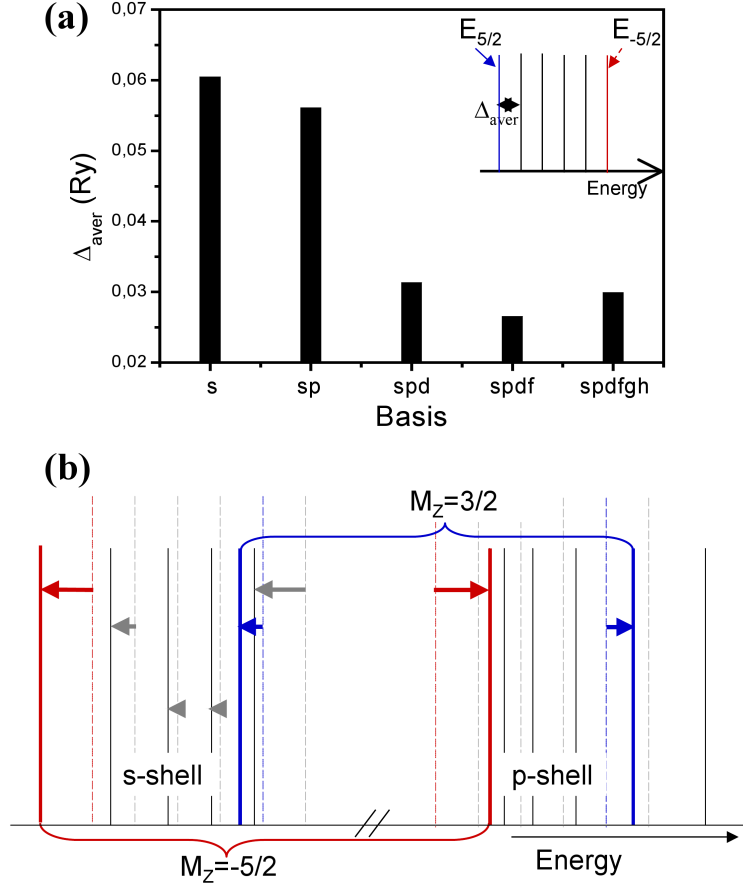 (a)
0,07
0,06
0,05
0,04
0,03
0,02
Δaver (Ry)
s
sp
spd
spdf
spdfgh
Basis
E5/2
E-5/2
Δaver
Energy
(b)
MZ=3/2
s-shell
p-shell
MZ=-5/2
Energy